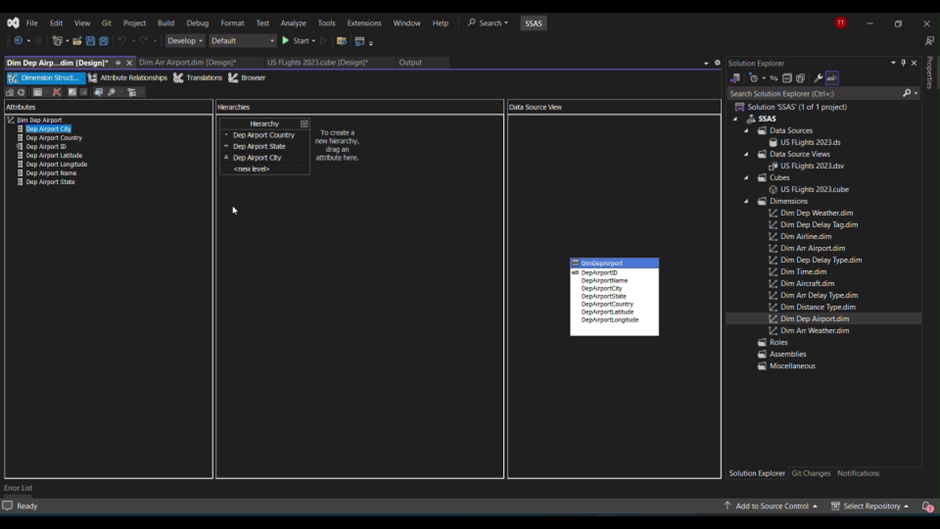 File Edit View Git Project Build Debug Format Test Analyze Tools Extensions Window Help Search SSAS TT
Develop Default Start
Dim Dep Airp...dim [Design]* Dim Arr Airport.dim [Design]* US FLights 2023.cube [Design]* Output
Dimension Struct... Attribute Relationships Translations Browser
Attributes
Dim Dep Airport
Dep Airport City
Dep Airport Country
Dep Airport ID
Dep Airport Latitude
Dep Airport Longitude
Dep Airport Name
Dep Airport State
Hierarchies
Hierarchy
Dep Airport Country
Dep Airport State
Dep Airport City
<new level>
To create a
new hierarchy,
drag an
attribute here.
Data Source View
DimDepAirport
DepAirportID
DepAirportName
DepAirportCity
DepAirportState
DepAirportCountry
DepAirportLatitude
DepAirportLongitude
Solution Explorer
Search Solution Explorer (Ctrl+;)
Solution 'SSAS' (1 of 1 project)
SSAS
Data Sources
US FLights 2023.ds
Data Source Views
US FLights 2023.dsv
Cubes
US FLights 2023.cube
Dimensions
Dim Dep Weather.dim
Dim Dep Delay Tag.dim
Dim Airline.dim
Dim Arr Airport.dim
Dim Dep Delay Type.dim
Dim Time.dim
Dim Aircraft.dim
Dim Arr Delay Type.dim
Dim Distance Type.dim
Dim Dep Airport.dim
Dim Arr Weather.dim
Roles
Assemblies
Miscellaneous
Properties
Solution Explorer Git Changes Notifications
Error List
Ready Add to Source Control Select Repository 1